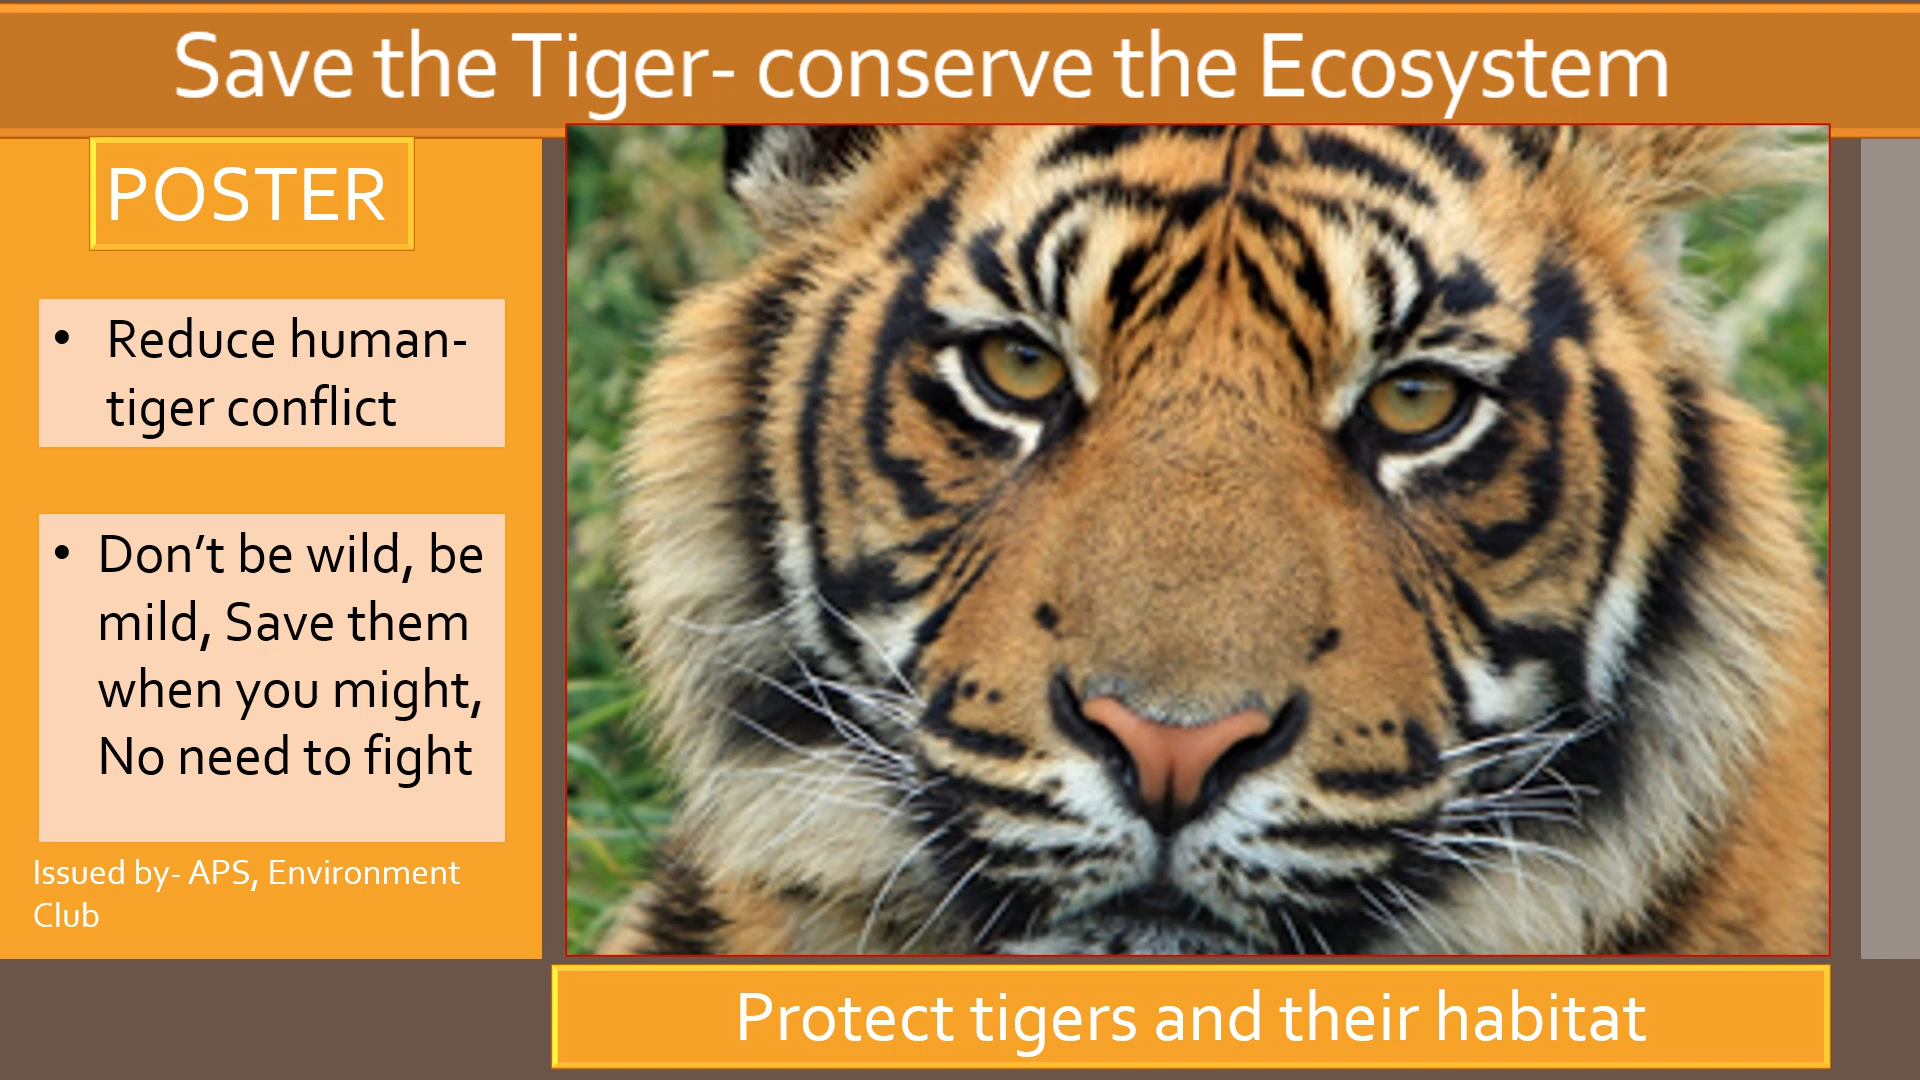 Save the Tiger- conserve the Ecosystem
POSTER
• Reduce human-
tiger conflict
• Don’t be wild, be
mild, Save them
when you might,
No need to fight
Issued by- APS, Environment
Club
Protect tigers and their habitat